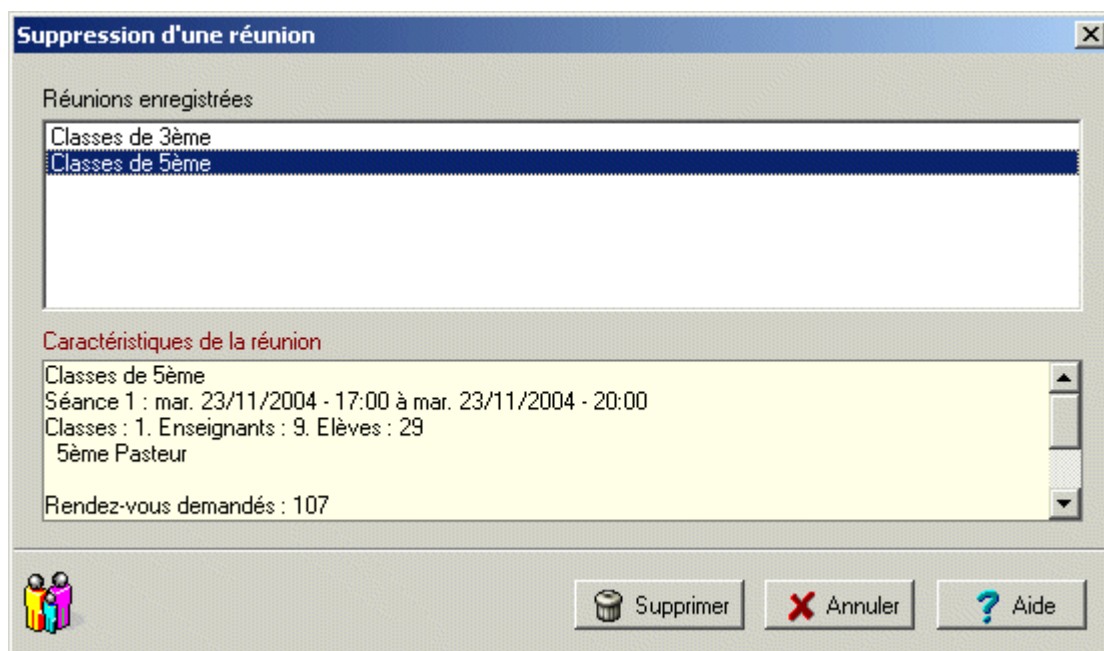 Suppression d'une réunion
Réunions enregistrées
Classes de 3ème
Classes de 5ème
Caractéristiques de la réunion
Classes de 5ème
Séance 1 : mar. 23/11/2004 - 17:00 à mar. 23/11/2004 - 20:00
Classes : 1. Enseignants : 9. Elèves : 29
5ème Pasteur
Rendez-vous demandés : 107
Supprimer Annuler Aide